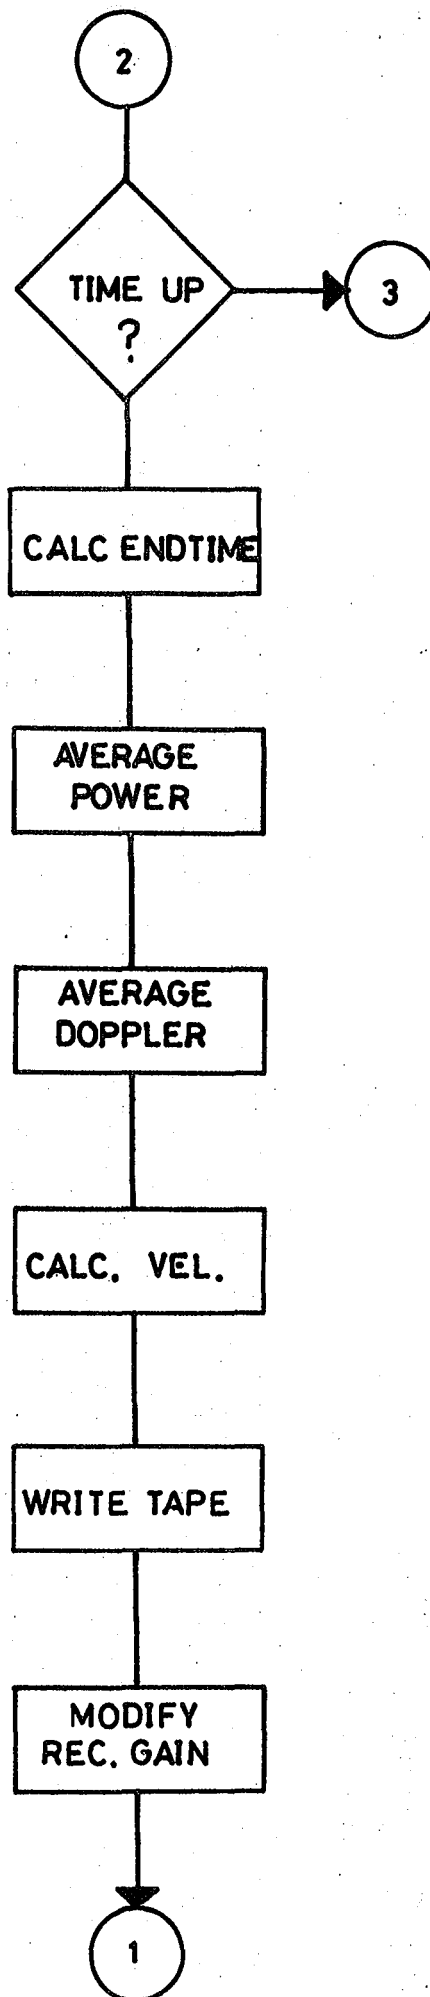 2
TIME UP
?
3
CALC ENDTIME
AVERAGE
POWER
AVERAGE
DOPPLER
CALC. VEL.
WRITE TAPE
MODIFY
REC. GAIN
1